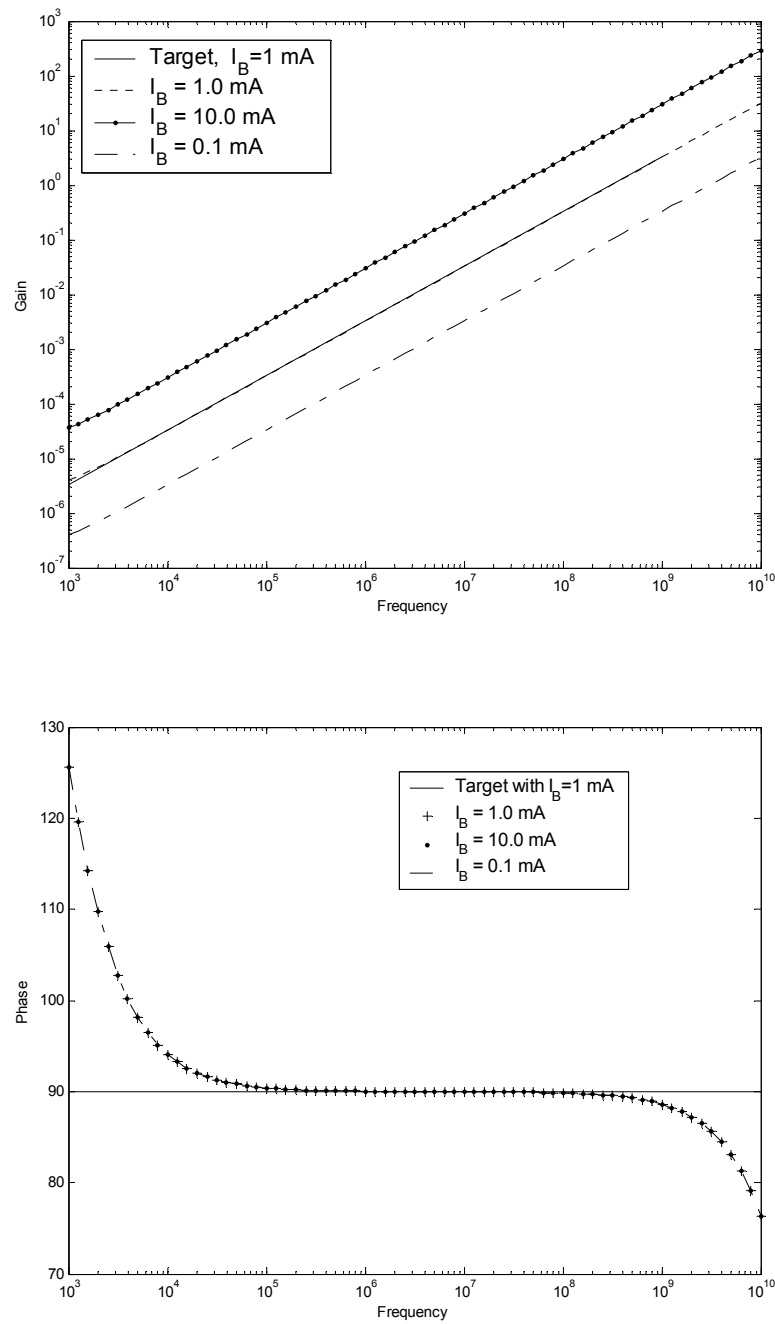 10^3
10^2
10^1
10^0
10^-1
10^-2
10^-3
10^-4
10^-5
10^-6
10^-7
Gain
Target, I_B=1 mA
I_B = 1.0 mA
I_B = 10.0 mA
I_B = 0.1 mA
10^3 10^4 10^5 10^6 10^7 10^8 10^9 10^10
Frequency
130
120
110
100
90
80
70
Phase
Target with I_B=1 mA
I_B = 1.0 mA
I_B = 10.0 mA
I_B = 0.1 mA
10^3 10^4 10^5 10^6 10^7 10^8 10^9 10^10
Frequency